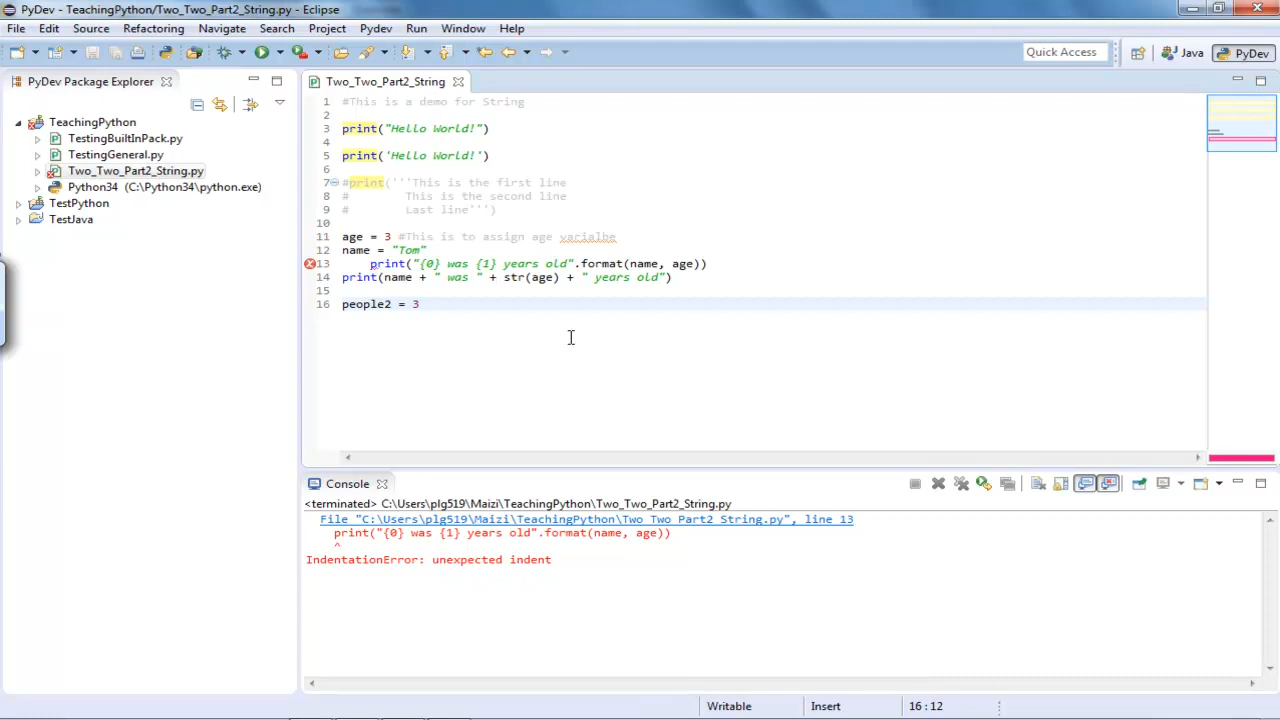 PyDev - TeachingPython/Two_Two_Part2_String.py - Eclipse
File Edit Source Refactoring Navigate Search Project Pydev Run Window Help
Quick Access
Java
PyDev
PyDev Package Explorer
TeachingPython
TestingBuiltInPack.py
TestingGeneral.py
Two_Two_Part2_String.py
Python34 (C:\Python34\python.exe)
TestPython
TestJava
Two_Two_Part2_String
1 #This is a demo for String
2
3 print("Hello World!")
4
5 print('Hello World!')
6
7 #print('''This is the first line
8 # This is the second line
9 # Last line''')
10
11 age = 3 #This is to assign age varialbe
12 name = "Tom"
13 print("{0} was {1} years old".format(name, age))
14 print(name + " was " + str(age) + " years old")
15
16 people2 = 3
Console
<terminated> C:\Users\plg519\Maizi\TeachingPython\Two_Two_Part2_String.py
File "C:\Users\plg519\Maizi\TeachingPython\Two_Two_Part2_String.py", line 13
print("{0} was {1} years old".format(name, age))
^
IndentationError: unexpected indent
Writable Insert 16 : 12